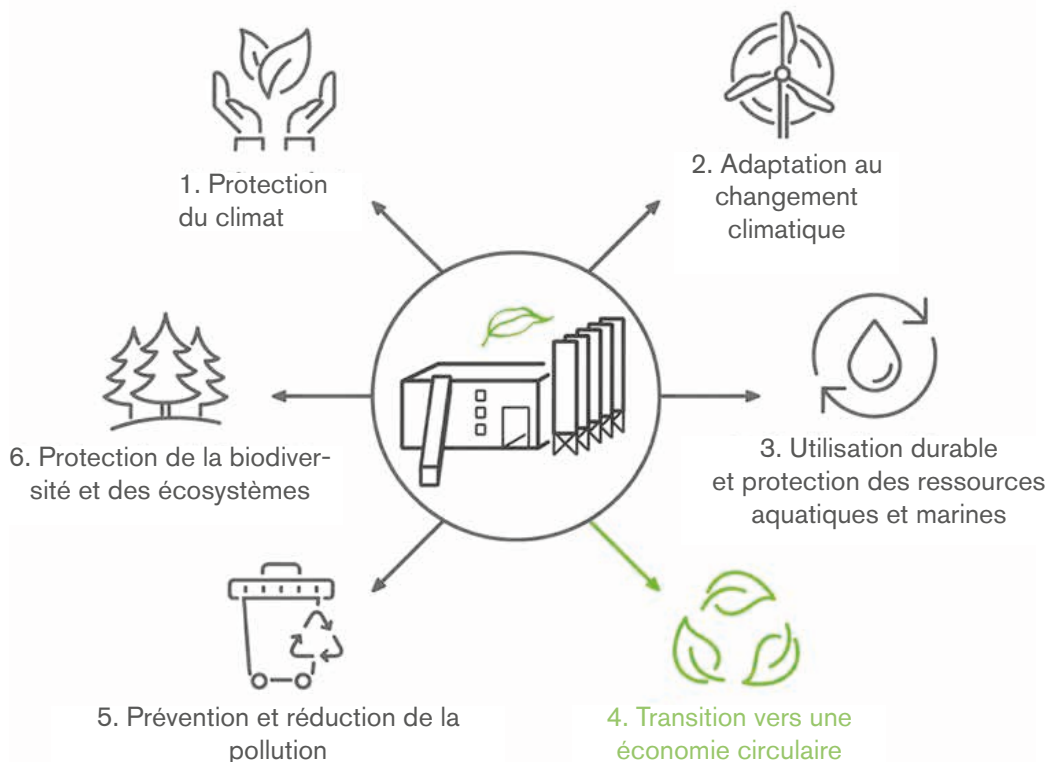 1. Protection
du climat
2. Adaptation au
changement
climatique
3. Utilisation durable
et protection des ressources
aquatiques et marines
4. Transition vers une
économie circulaire
5. Prévention et réduction de la
pollution
6. Protection de la biodiver-
sité et des écosystèmes